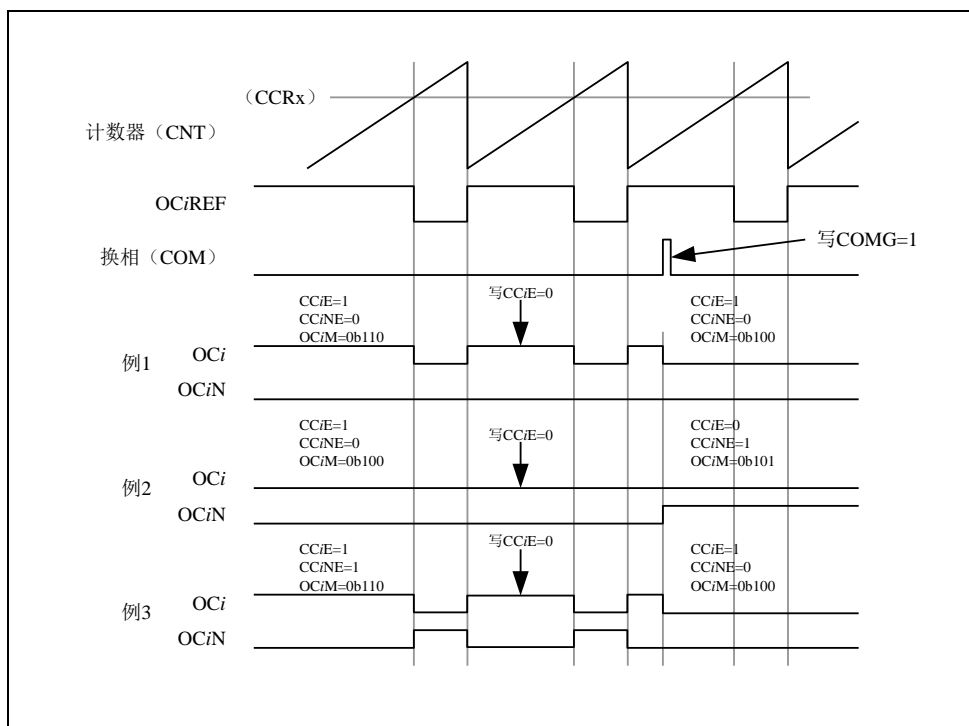 （CCRx）
计数器（CNT）
OCiREF
换相（COM）
写COMG=1
CCiE=1
CCiNE=0
OCiM=0b110
写CCiE=0
CCiE=1
CCiNE=0
OCiM=0b100
例1
OCi
OCiN
CCiE=1
CCiNE=0
OCiM=0b100
写CCiE=0
CCiE=0
CCiNE=1
OCiM=0b101
例2
OCi
OCiN
CCiE=1
CCiNE=1
OCiM=0b110
写CCiE=0
CCiE=1
CCiNE=0
OCiM=0b100
例3
OCi
OCiN